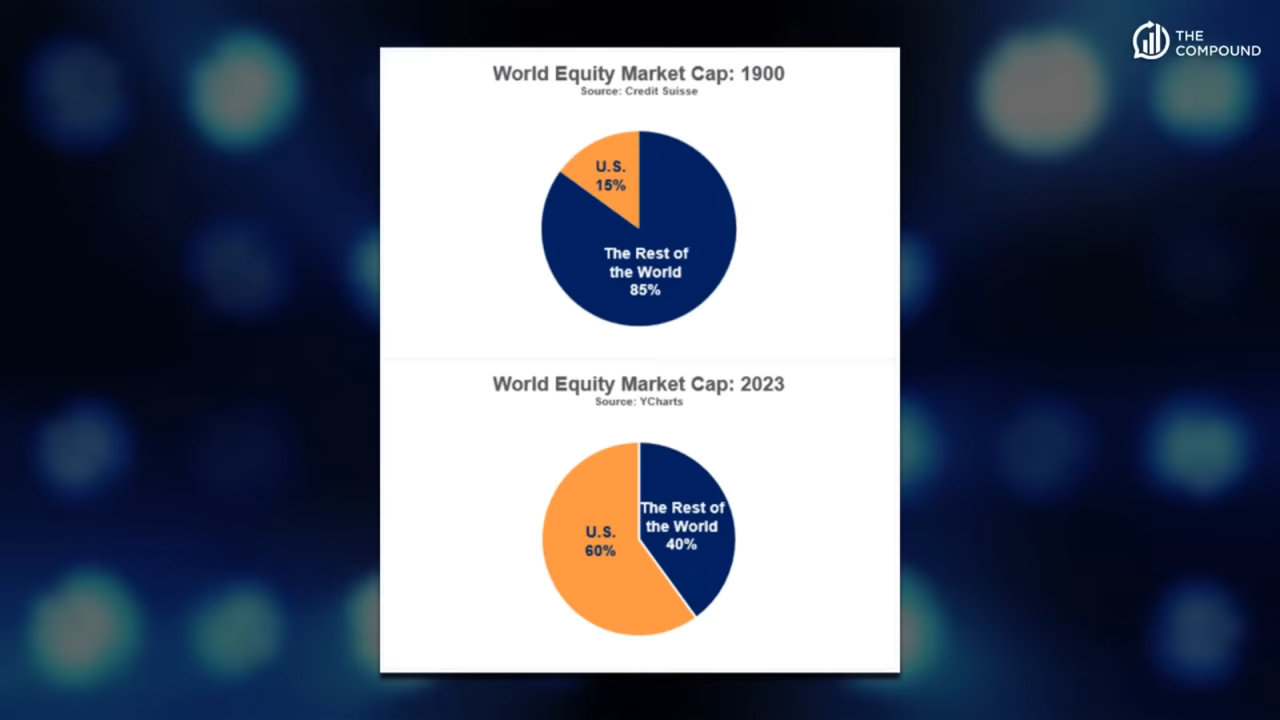 THE
COMPOUND
World Equity Market Cap: 1900
Source: Credit Suisse
U.S.
15%
The Rest of
the World
85%
World Equity Market Cap: 2023
Source: YCharts
The Rest of
the World
40%
U.S.
60%